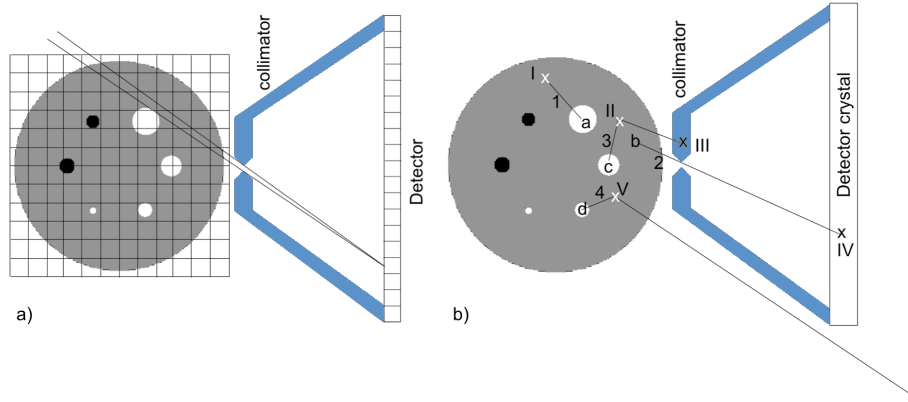 collimator
Detector
a)
I
1
a
II
3
b
2
c
III
4
V
d
IV
collimator
Detector crystal
b)
x
x
x
x
x